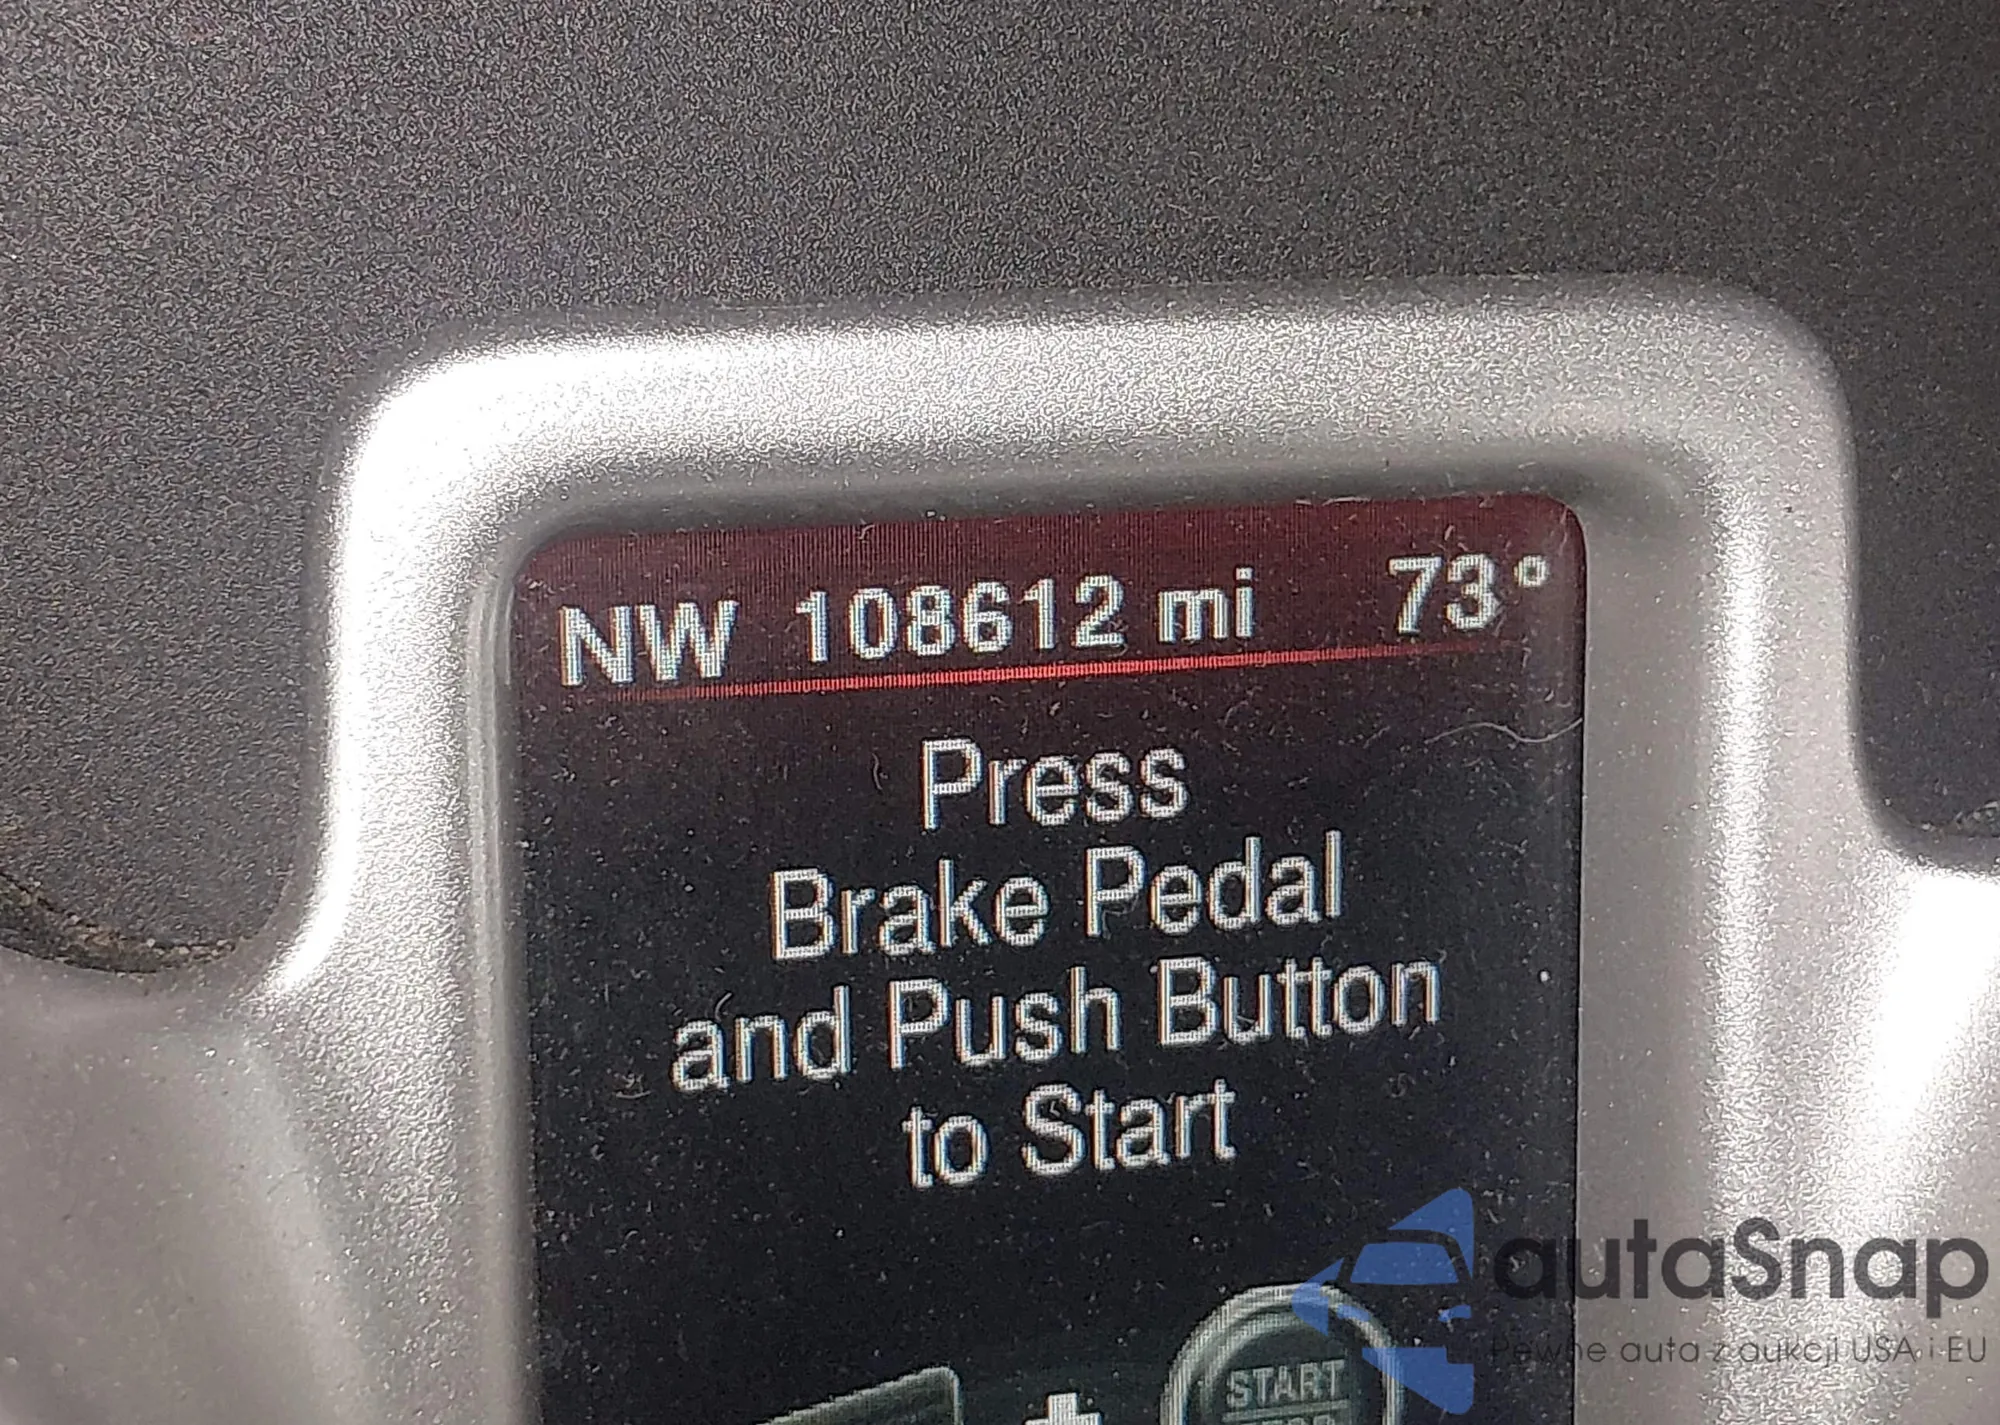 NW 108612 mi 73°
Press
Brake Pedal
and Push Button
to Start
+
START
autaSnap
Pewne auta z aukcji USA i EU